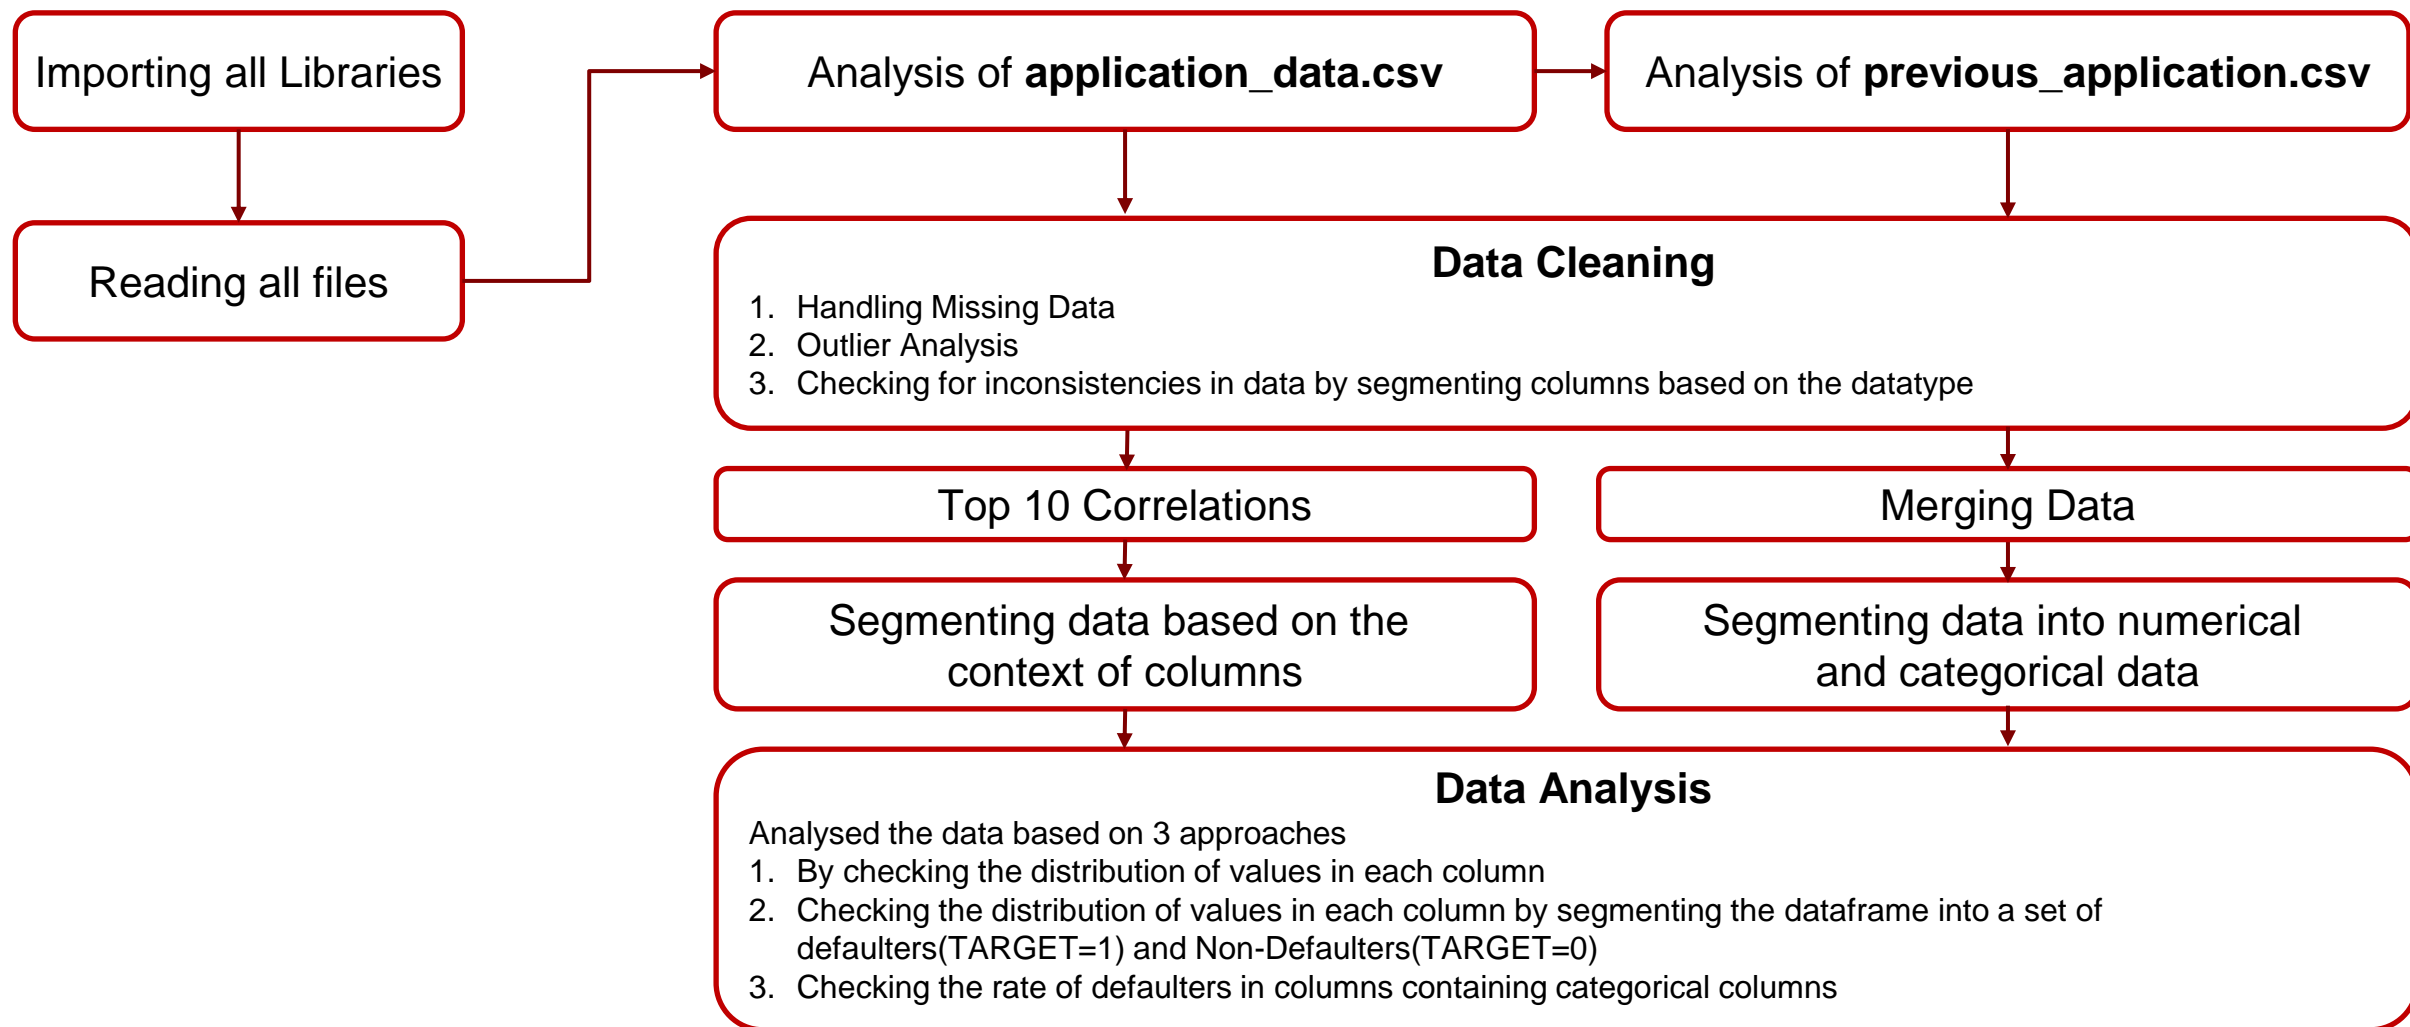 Importing all Libraries
Reading all files
Analysis of application_data.csv
Analysis of previous_application.csv
Data Cleaning
1. Handling Missing Data
2. Outlier Analysis
3. Checking for inconsistencies in data by segmenting columns based on the datatype
Top 10 Correlations
Merging Data
Segmenting data based on the
context of columns
Segmenting data into numerical
and categorical data
Data Analysis
Analysed the data based on 3 approaches
1. By checking the distribution of values in each column
2. Checking the distribution of values in each column by segmenting the dataframe into a set of
defaulters(TARGET=1) and Non-Defaulters(TARGET=0)
3. Checking the rate of defaulters in columns containing categorical columns